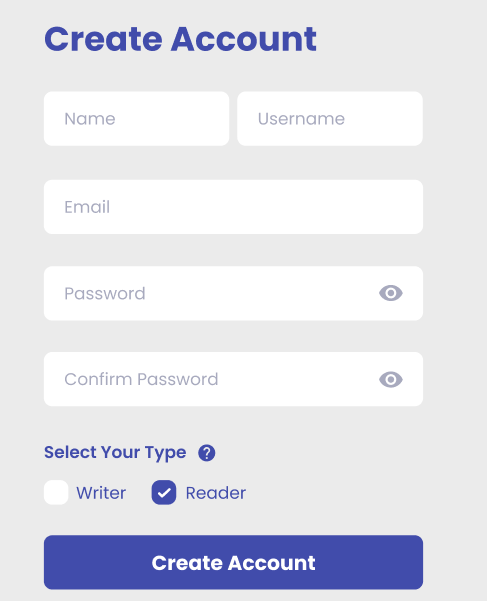 Create Account
Name Username
Email
Password
Confirm Password
Select Your Type ?
Writer Reader
Create Account